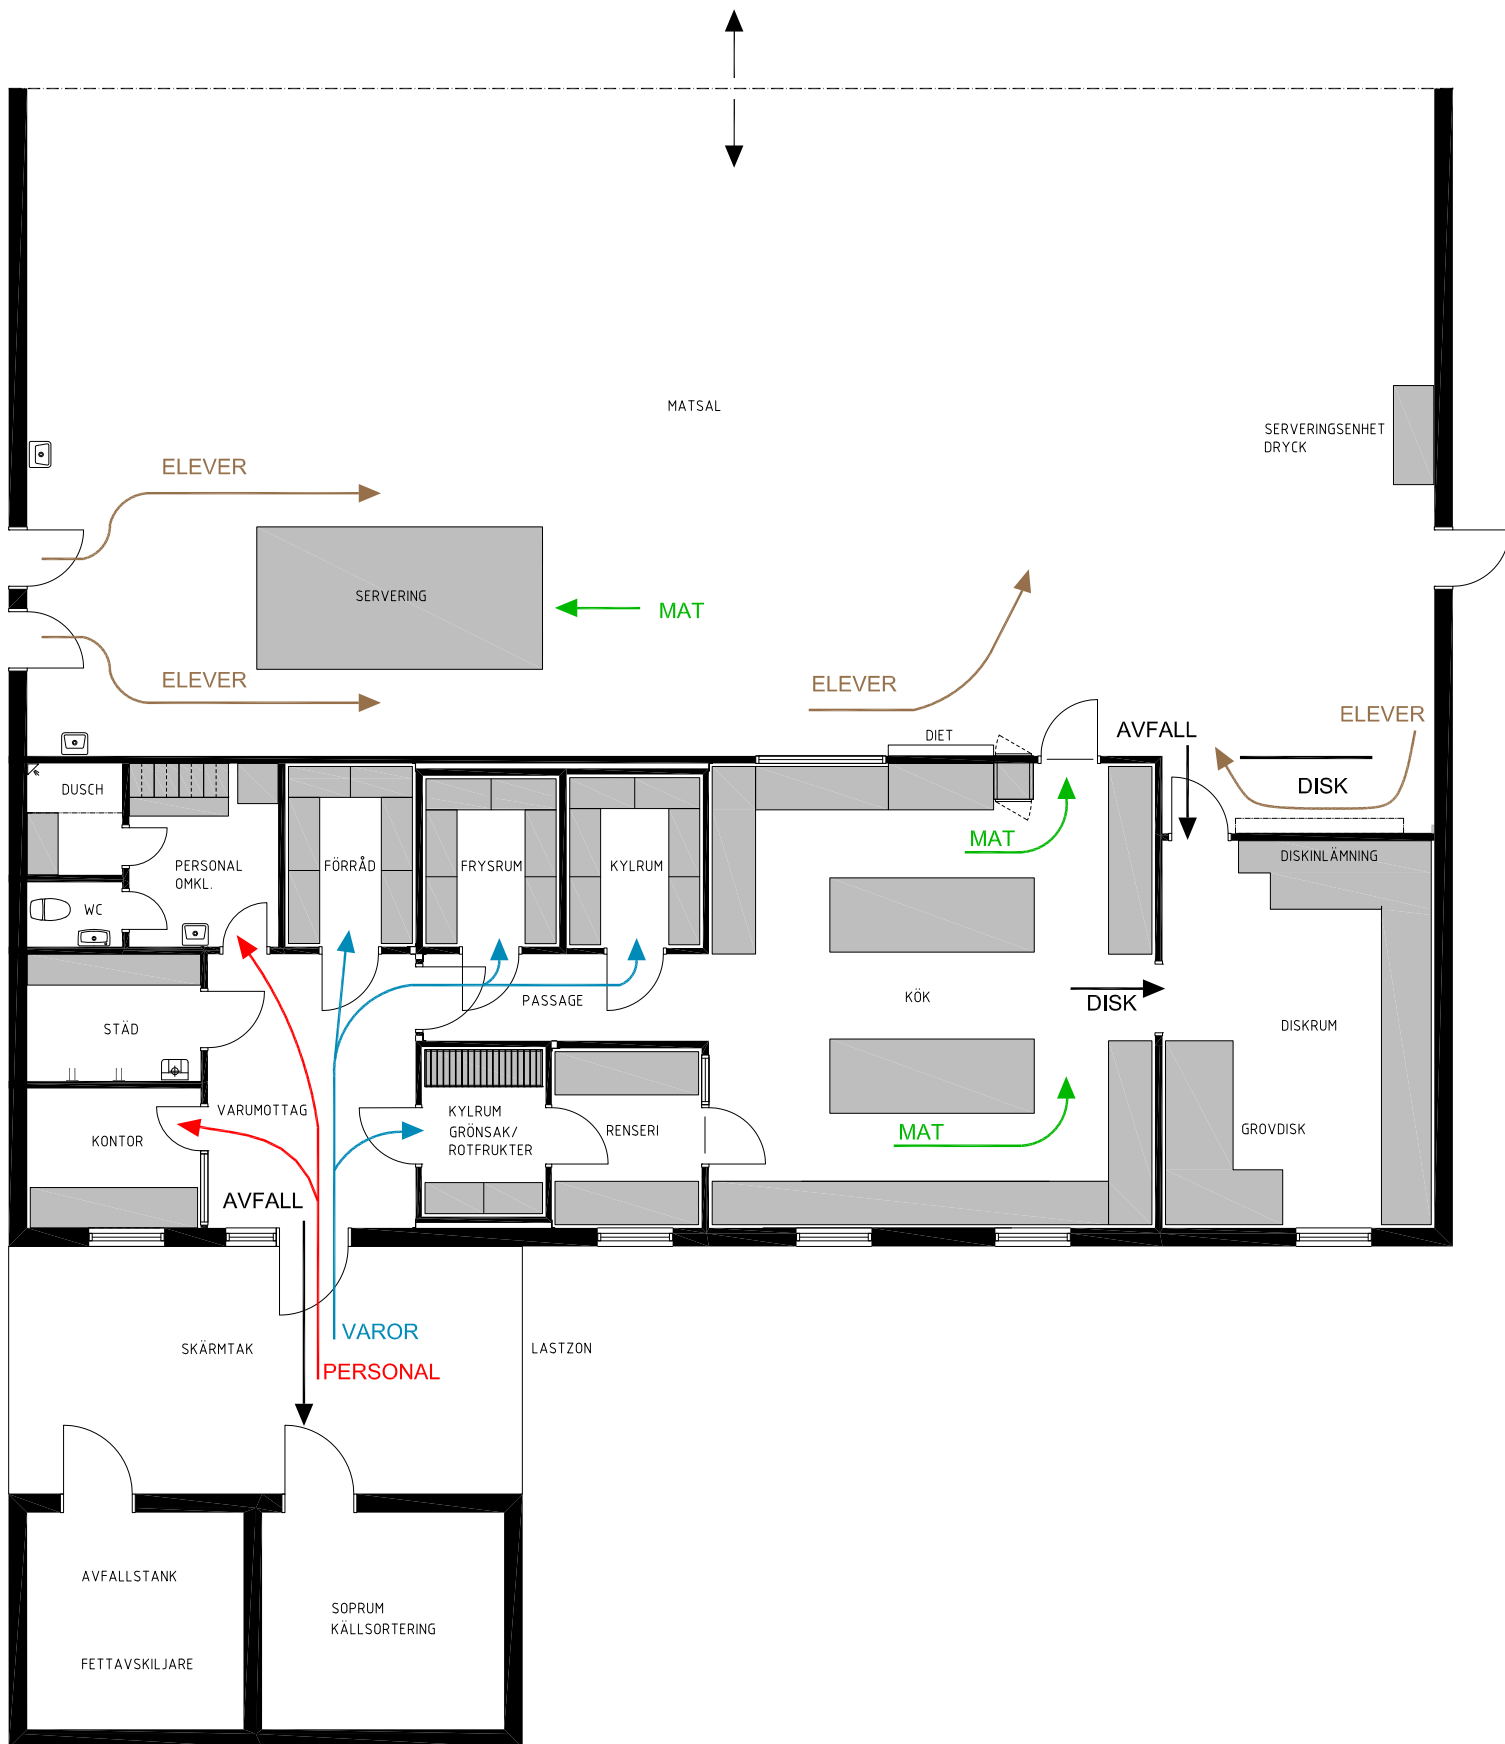 MATSAL
SERVERINGSENHET
DRYCK
ELEVER
SERVERING
MAT
ELEVER
ELEVER
ELEVER
AVFALL
DIET
DISK
DUSCH
MAT
PERSONAL
OMKL.
FÖRRÅD
FRYSRUM
KYLRUM
DISKINLÄMNING
WC
PASSAGE
KÖK
DISK
STÄD
DISKRUM
VARUMOTTAG
KYLRUM
GRÖNSAK/
ROTFRUKTER
RENSERI
MAT
GROVDISK
KONTOR
AVFALL
VAROR
SKÄRMTAK
LASTZON
PERSONAL
AVFALLSTANK
SOPRUM
KÄLLSORTERING
FETTAVSKILJARE